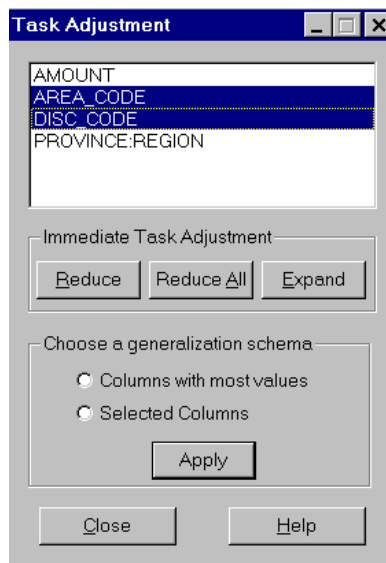 Task Adjustment
AMOUNT
AREA_CODE
DISC_CODE
PROVINCE:REGION
Immediate Task Adjustment
Reduce Reduce All Expand
Choose a generalization schema
Columns with most values
Selected Columns
Apply
Close Help